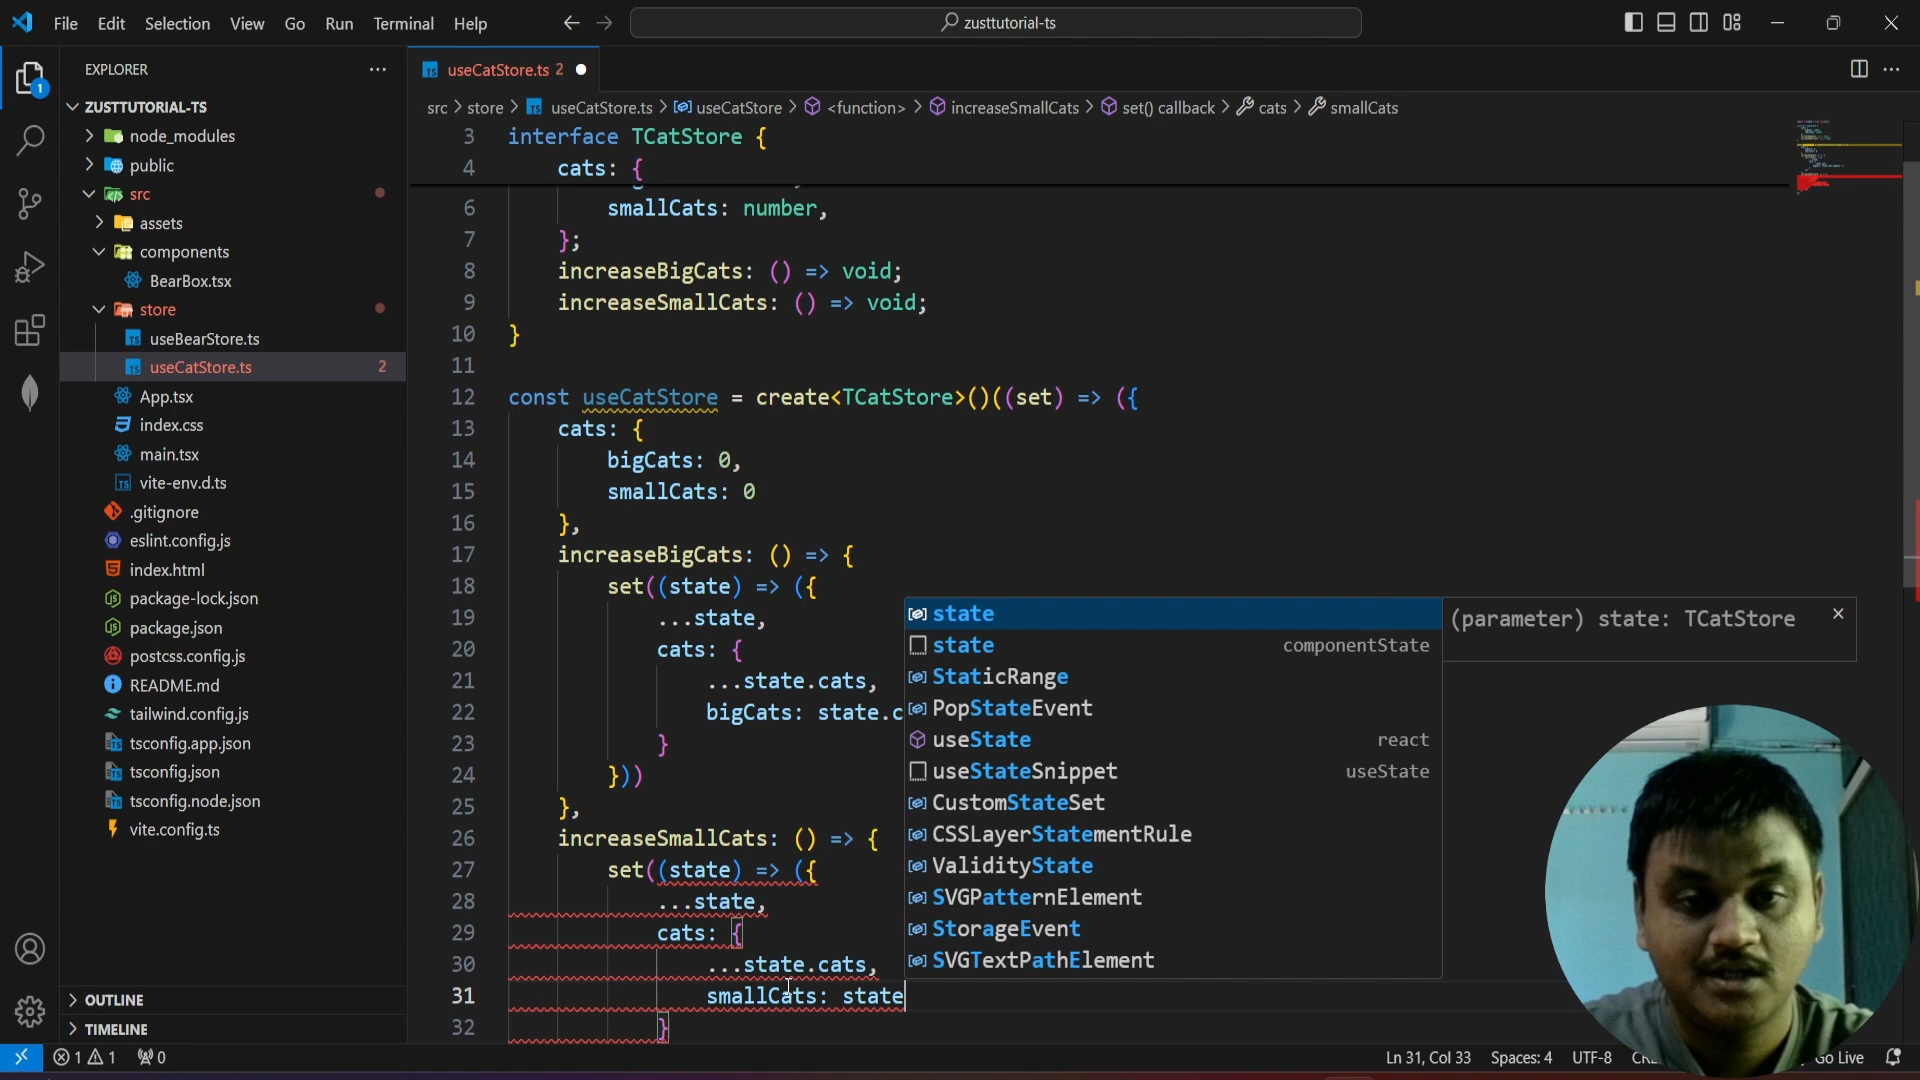 File Edit Selection View Go Run Terminal Help
zusttutorial-ts
EXPLORER
useCatStore.ts 2
ZUSTTUTORIAL-TS
src > store > useCatStore.ts > useCatStore > <function> > increaseSmallCats > set() callback > cats > smallCats
1
node_modules
public
src
assets
components
BearBox.tsx
store
useBearStore.ts
useCatStore.ts 2
App.tsx
index.css
main.tsx
vite-env.d.ts
.gitignore
eslint.config.js
index.html
package-lock.json
package.json
postcss.config.js
README.md
tailwind.config.js
tsconfig.app.json
tsconfig.json
tsconfig.node.json
vite.config.ts
OUTLINE
TIMELINE
3 interface TCatStore {
4 cats: {
6 smallCats: number,
7 };
8 increaseBigCats: () => void;
9 increaseSmallCats: () => void;
10 }
11
12 const useCatStore = create<TCatStore>()((set) => ({
13 cats: {
14 bigCats: 0,
15 smallCats: 0
16 },
17 increaseBigCats: () => {
18 set((state) => ({
19 ...state,
20 cats: {
21 ...state.cats,
22 bigCats: state.c
23 }
24 }))
25 },
26 increaseSmallCats: () => {
27 set((state) => ({
28 ...state,
29 cats: {
30 ...state.cats,
31 smallCats: state
32 }
state
state componentState
StaticRange
PopStateEvent
useState react
useStateSnippet useState
CustomStateSet
CSSLayerStatementRule
ValidityState
SVGPatternElement
StorageEvent
SVGTextPathElement
(parameter) state: TCatStore
1 1 0
Ln 31, Col 33 Spaces: 4 UTF-8 Go Live